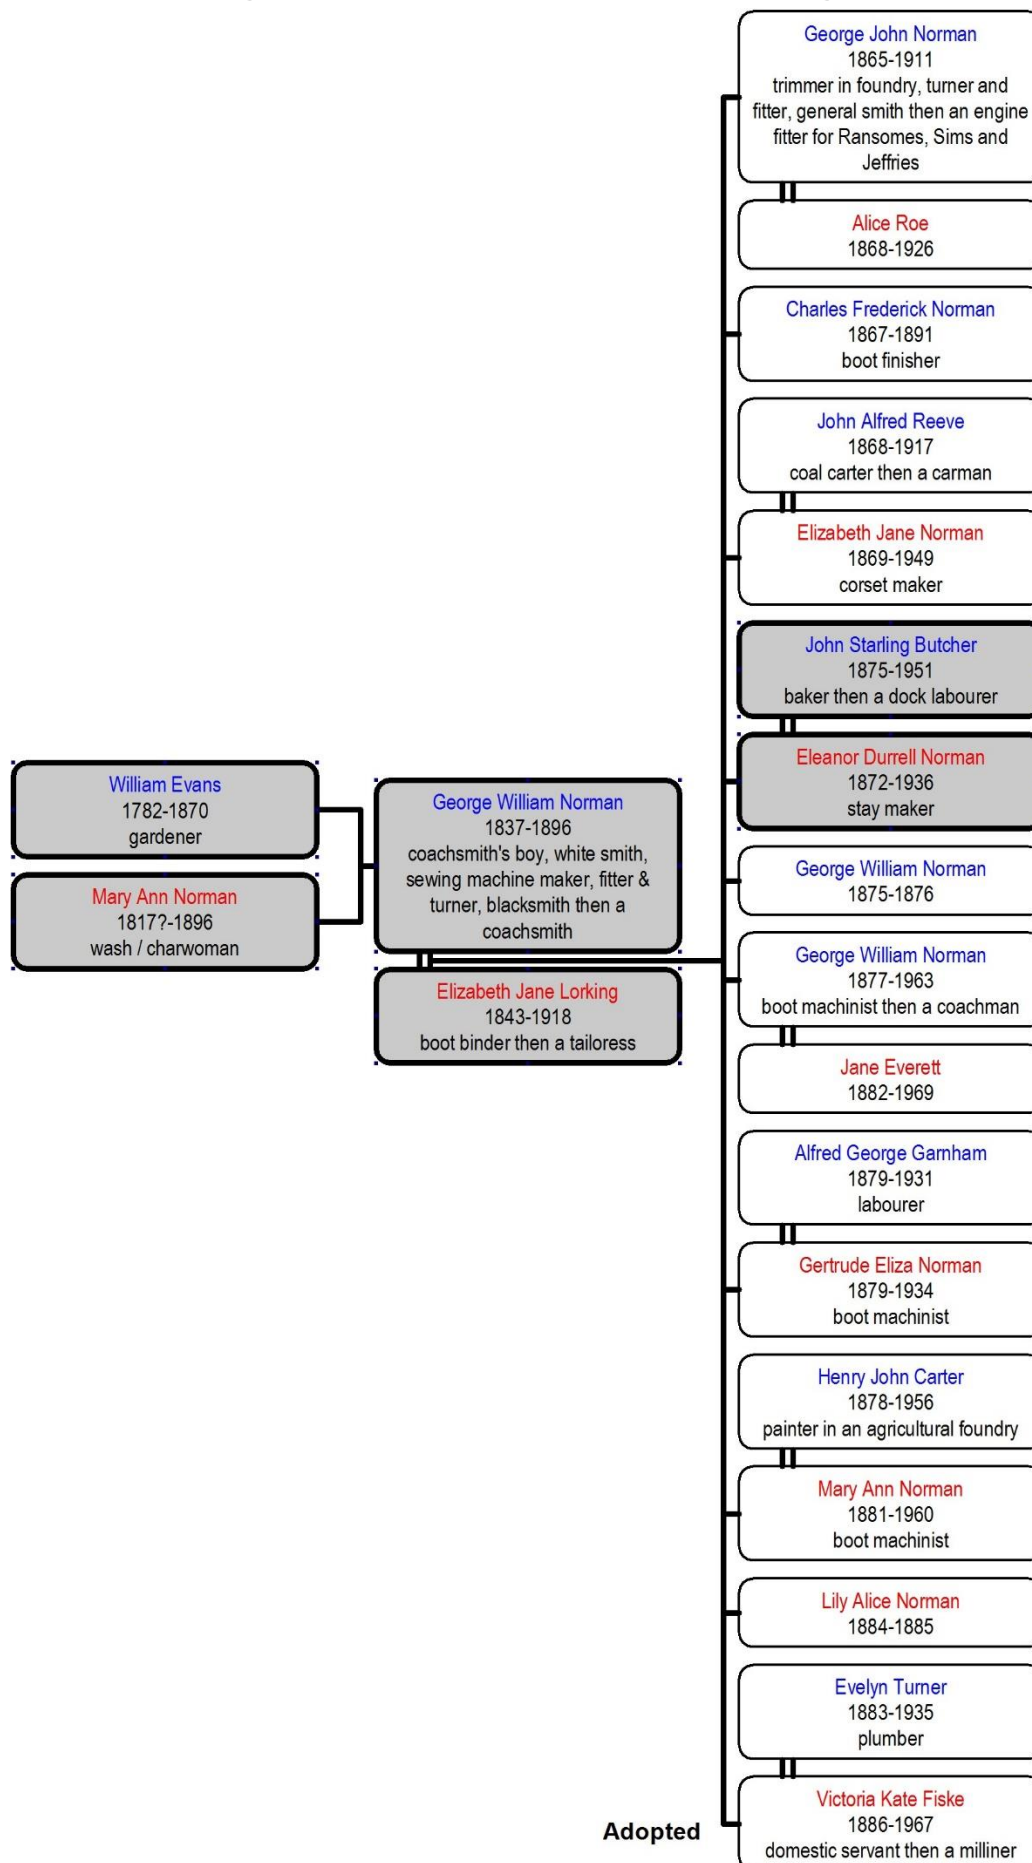 William Evans
1782-1870
gardener
Mary Ann Norman
1817?-1896
wash / charwoman
George William Norman
1837-1896
coachsmith's boy, white smith,
sewing machine maker, fitter &
turner, blacksmith then a
coachsmith
Elizabeth Jane Lorking
1843-1918
boot binder then a tailoress
George John Norman
1865-1911
trimmer in foundry, turner and
fitter, general smith then an engine
fitter for Ransomes, Sims and
Jeffries
Alice Roe
1868-1926
Charles Frederick Norman
1867-1891
boot finisher
John Alfred Reeve
1868-1917
coal carter then a carman
Elizabeth Jane Norman
1869-1949
corset maker
John Starling Butcher
1875-1951
baker then a dock labourer
Eleanor Durrell Norman
1872-1936
stay maker
George William Norman
1875-1876
George William Norman
1877-1963
boot machinist then a coachman
Jane Everett
1882-1969
Alfred George Garnham
1879-1931
labourer
Gertrude Eliza Norman
1879-1934
boot machinist
Henry John Carter
1878-1956
painter in an agricultural foundry
Mary Ann Norman
1881-1960
boot machinist
Lily Alice Norman
1884-1885
Evelyn Turner
1883-1935
plumber
Adopted
Victoria Kate Fiske
1886-1967
domestic servant then a milliner